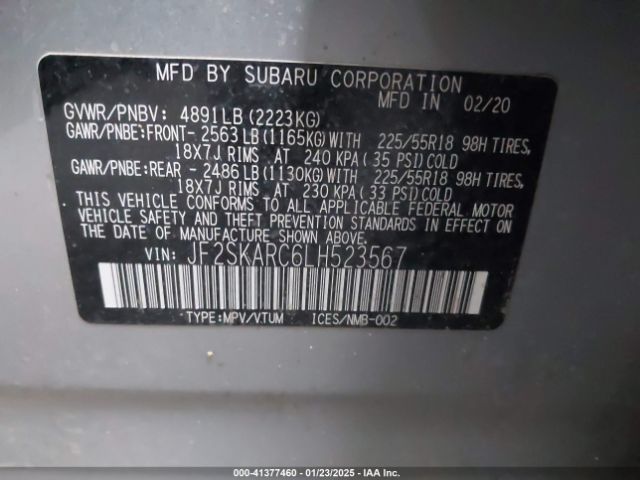 MFD BY SUBARU CORPORATION
MFD IN 02/20
GVWR/PNBV: 4891LB (2223KG)
GAWR/PNBE:FRONT- 2563LB(1165KG)WITH 225/55R18 98H TIRES,
18X7J RIMS AT 240 KPA(35 PSI)COLD
GAWR/PNBE:REAR - 2486LB(1130KG)WITH 225/55R18 98H TIRES,
18X7J RIMS AT 230 KPA(33 PSI)COLD
THIS VEHICLE CONFORMS TO ALL APPLICABLE FEDERAL MOTOR
VEHICLE SAFETY AND THEFT PREVENTION STANDARDS IN EFFECT
ON THE DATE OF MANUFACTURE SHOWN ABOVE.
VIN: JF2SKARC6LH523567
TYPE:MPV/VTUM ICES/NMB-002
000-41377460 - 01/23/2025 - IAA Inc.